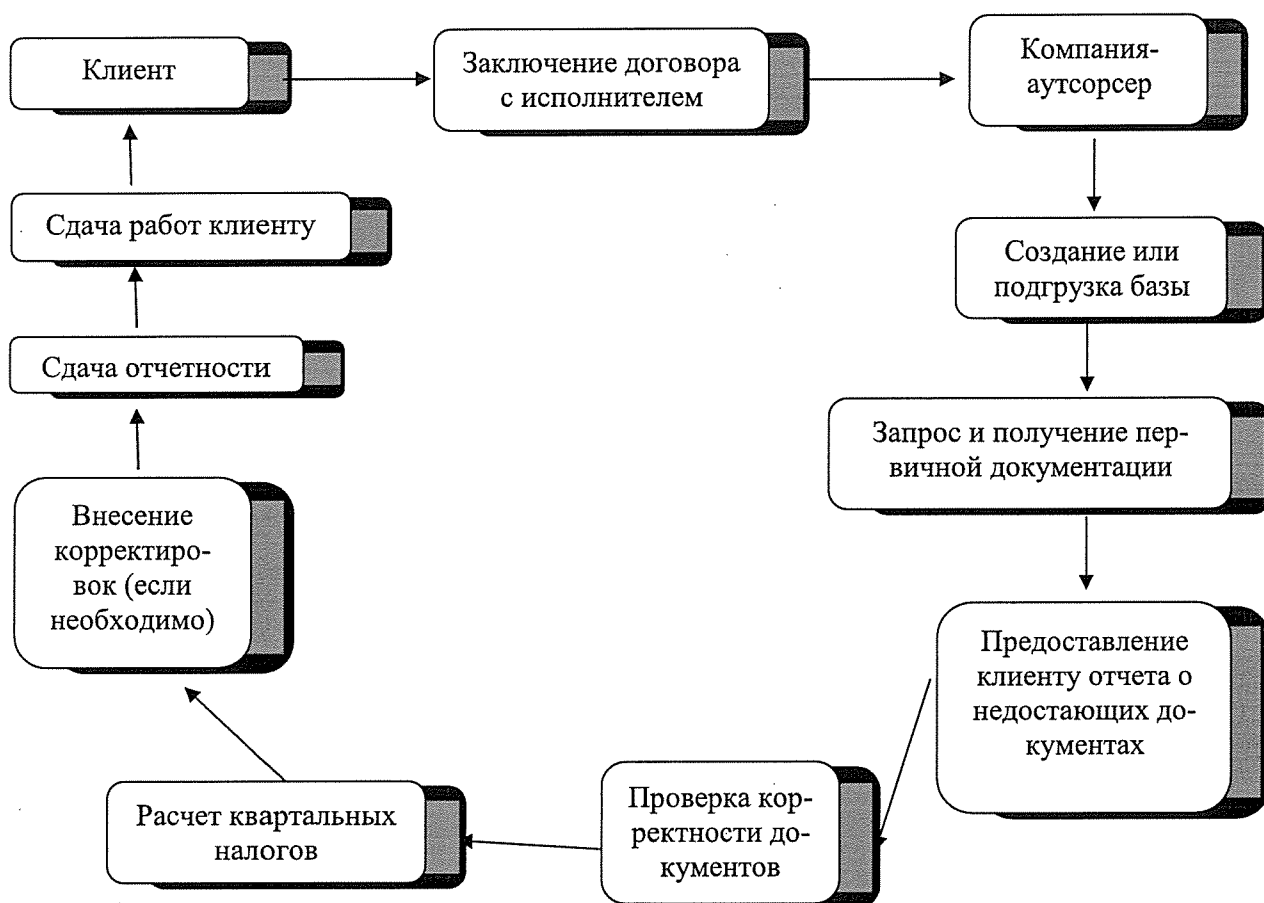 Клиент
Заключение договора
с исполнителем
Компания-
аутсорсер
Создание или
подгрузка базы
Запрос и получение пер-
вичной документации
Предоставление
клиенту отчета о
недостающих до-
кументах
Проверка кор-
ректности до-
кументов
Расчет квартальных
налогов
Внесение
корректиро-
вок (если
необходимо)
Сдача отчетности
Сдача работ клиенту